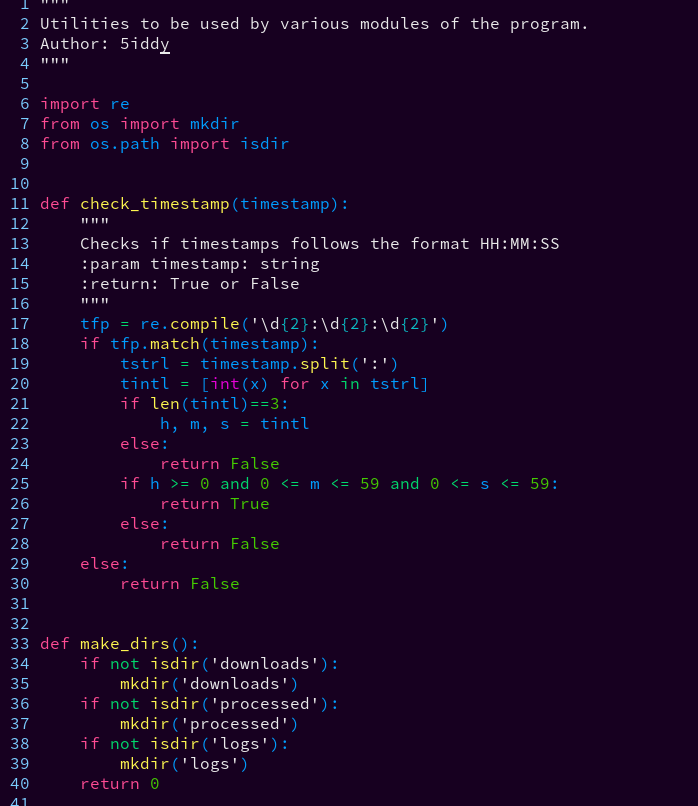 1 """
2 Utilities to be used by various modules of the program.
3 Author: 5iddy
4 """
5
6 import re
7 from os import mkdir
8 from os.path import isdir
9
10
11 def check_timestamp(timestamp):
12     """
13     Checks if timestamps follows the format HH:MM:SS
14     :param timestamp: string
15     :return: True or False
16     """
17     tfp = re.compile('\d{2}:\d{2}:\d{2}')
18     if tfp.match(timestamp):
19         tstrl = timestamp.split(':')
20         tintl = [int(x) for x in tstrl]
21         if len(tintl)==3:
22             h, m, s = tintl
23         else:
24             return False
25         if h >= 0 and 0 <= m <= 59 and 0 <= s <= 59:
26             return True
27         else:
28             return False
29     else:
30         return False
31
32
33 def make_dirs():
34     if not isdir('downloads'):
35         mkdir('downloads')
36     if not isdir('processed'):
37         mkdir('processed')
38     if not isdir('logs'):
39         mkdir('logs')
40     return 0
41